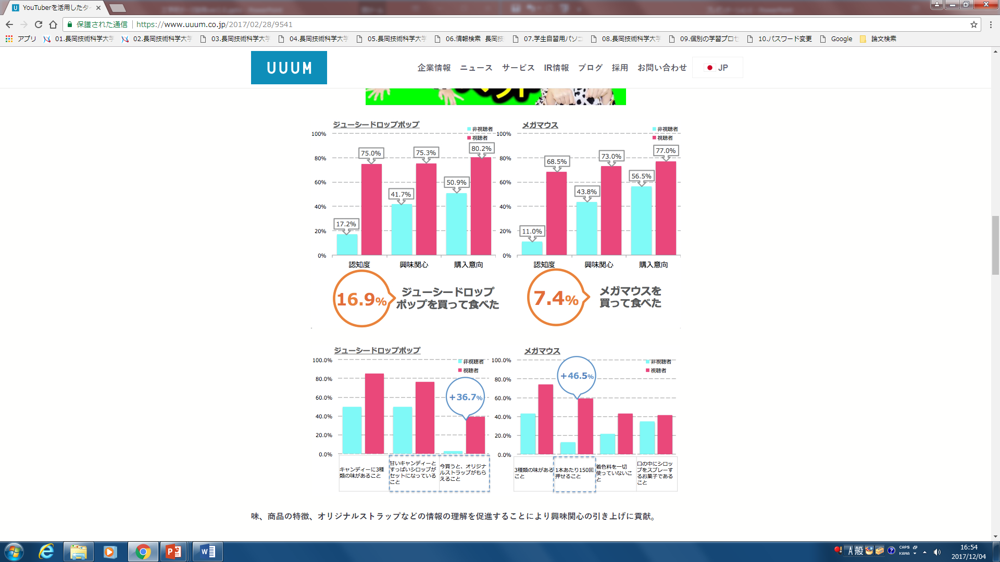 YouTuberを活用したター
保護された通信
https://www.uuum.co.jp/2017/02/28/9541
アプリ
01.長岡技術科学大学
02.長岡技術科学大学
03.長岡技術科学大学
04.長岡技術科学大学
05.長岡技術科学大学
06.情報検索 長岡技
07.学生自習用パソコ
08.長岡技術科学大学
09.個別の学習プロセ
10.パスワード変更
Google
論文検索
UUUM
企業情報 ニュース サービス IR情報 ブログ 採用 お問い合わせ JP
ジューシードロップポップ
非視聴者
視聴者
100%
80%
60%
40%
20%
0%
17.2%
75.0%
41.7%
75.3%
50.9%
80.2%
認知度 興味関心 購入意向
メガマウス
非視聴者
視聴者
100%
80%
60%
40%
20%
0%
11.0%
68.5%
43.8%
73.0%
56.5%
77.0%
認知度 興味関心 購入意向
16.9%
ジューシードロップ
ポップを買って食べた
7.4%
メガマウスを
買って食べた
ジューシードロップポップ
非視聴者
視聴者
100.0%
80.0%
60.0%
40.0%
20.0%
0.0%
+36.7%
キャンディーに3種
類の味があること
甘いキャンディーと
すっぱいシロップが
セットになっている
こと
今買うと、オリジナ
ルストラップがもら
えること
メガマウス
非視聴者
視聴者
100.0%
80.0%
60.0%
40.0%
20.0%
0.0%
+46.5%
3種類の味がある
こと
1本あたり150回
押せること
着色料を一切
使っていないこ
と
口の中にシロッ
プをスプレーす
るお菓子である
こと
味、商品の特徴、オリジナルストラップなどの情報の理解を促進することにより興味関心の引き上げに貢献。
A 般
CAPS
KANA
16:54
2017/12/04